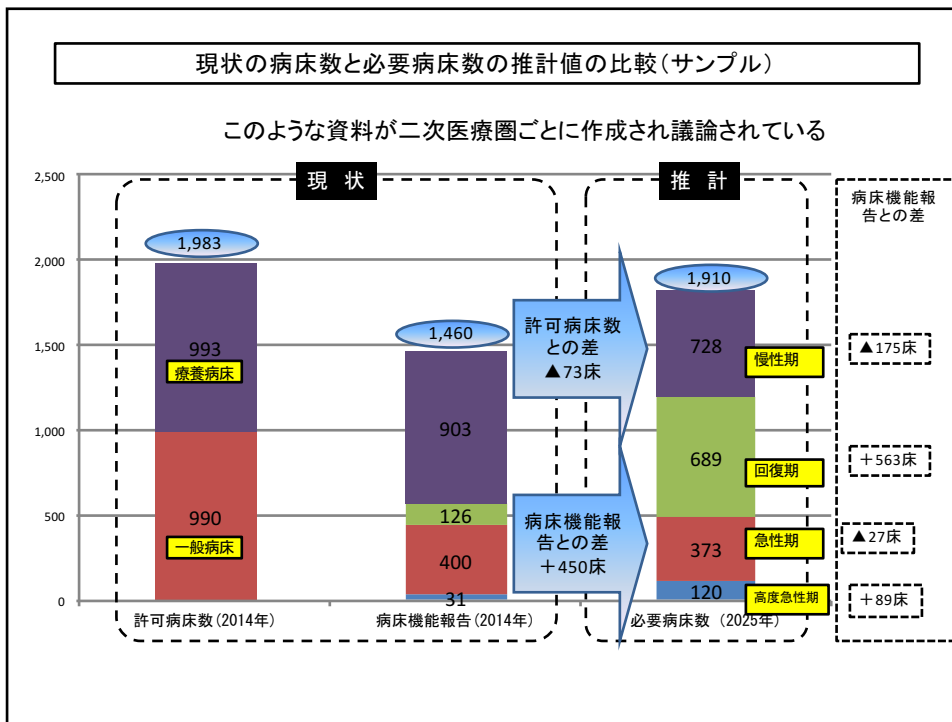 現状の病床数と必要病床数の推計値の比較(サンプル)
このような資料が二次医療圏ごとに作成され議論されている
現 状
推 計
病床機能報
告との差
2,500
2,000
1,500
1,000
500
0
1,983
993
療養病床
990
一般病床
許可病床数(2014年)
1,460
903
126
400
31
病床機能報告(2014年)
許可病床数
との差
▲73床
病床機能報
告との差
+450床
1,910
728
慢性期
689
回復期
373
急性期
120
高度急性期
必要病床数 (2025年)
▲175床
+563床
▲27床
+89床